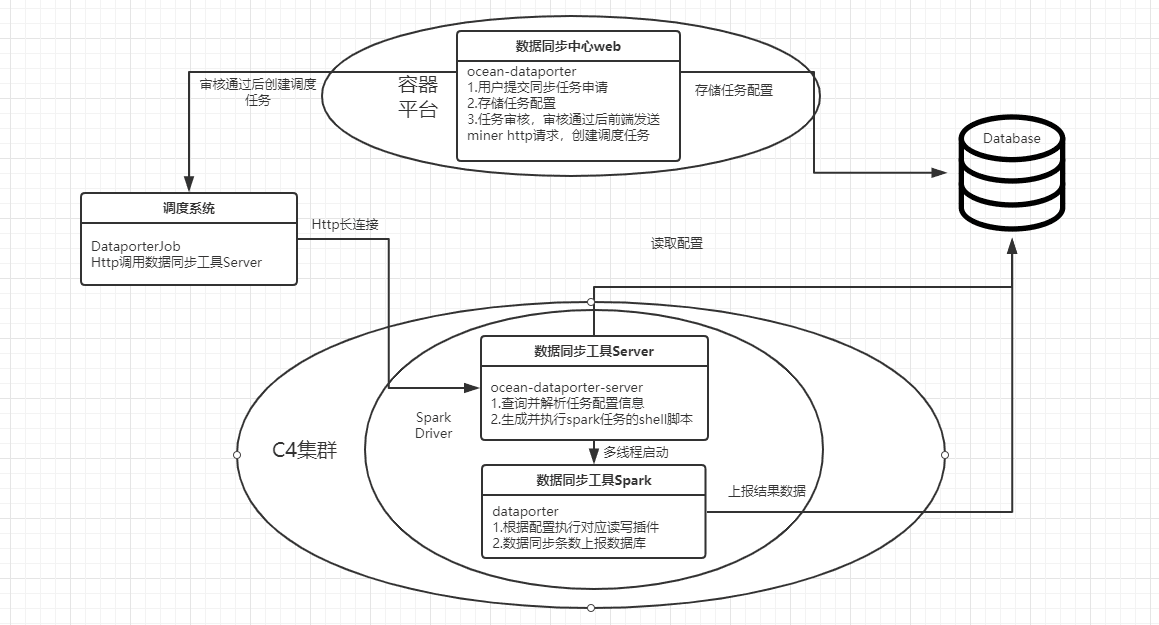 数据同步中心web
ocean-dataporter
1.用户提交同步任务申请
2.存储任务配置
3.任务审核，审核通过后前端发送
miner http请求，创建调度任务
容器
平台
审核通过后创建调度
任务
存储任务配置
Database
调度系统
DataporterJob
Http调用数据同步工具Server
Http长连接
读取配置
数据同步工具Server
ocean-dataporter-server
1.查询并解析任务配置信息
2.生成并执行spark任务的shell脚本
Spark
Driver
C4集群
多线程启动
数据同步工具Spark
dataporter
1.根据配置执行对应读写插件
2.数据同步条数上报数据库
上报结果数据